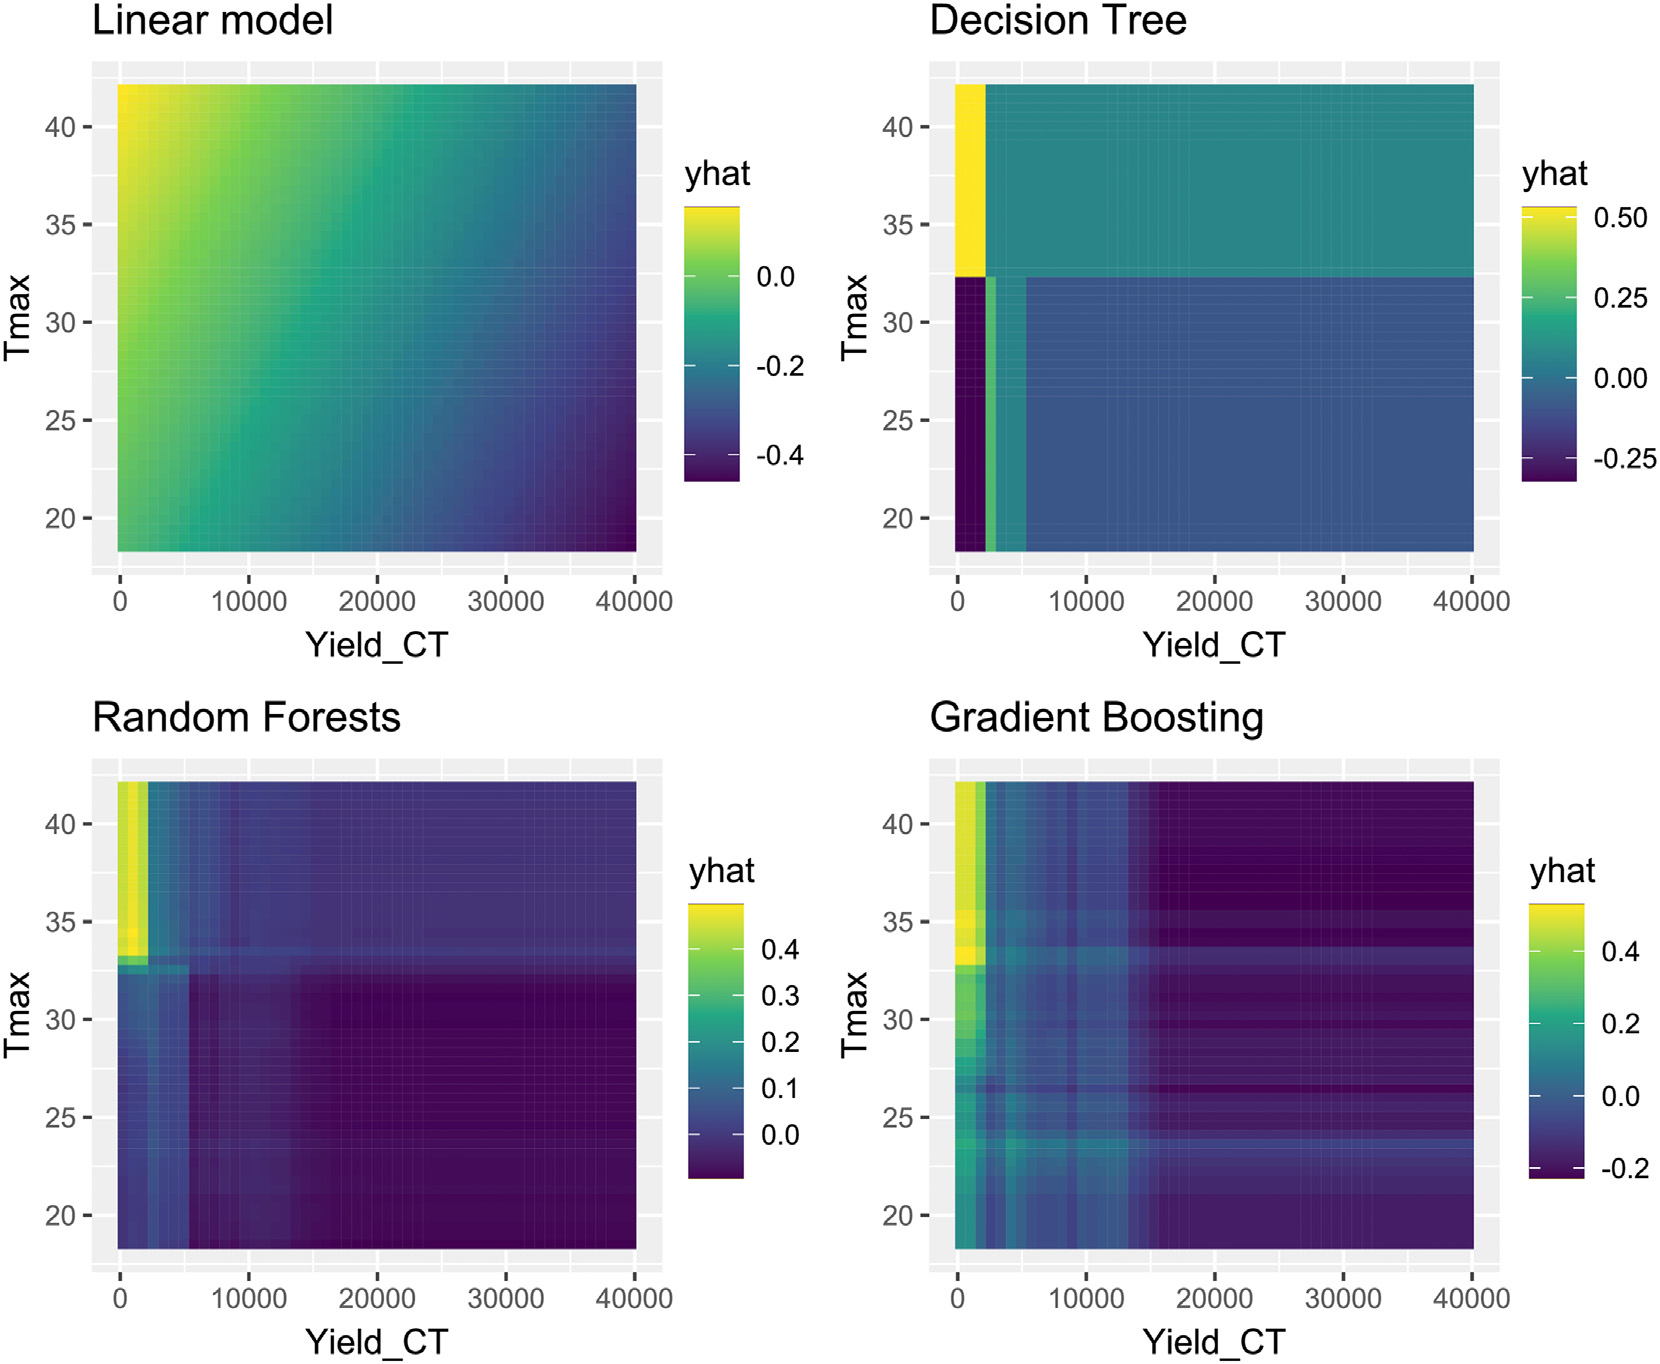 Linear model
40
35
30
25
20
Tmax
0 10000 20000 30000 40000
Yield_CT
yhat
0.0
-0.2
-0.4
Decision Tree
40
35
30
25
20
Tmax
0 10000 20000 30000 40000
Yield_CT
yhat
0.50
0.25
0.00
-0.25
Random Forests
40
35
30
25
20
Tmax
0 10000 20000 30000 40000
Yield_CT
yhat
0.4
0.3
0.2
0.1
0.0
Gradient Boosting
40
35
30
25
20
Tmax
0 10000 20000 30000 40000
Yield_CT
yhat
0.4
0.2
0.0
-0.2